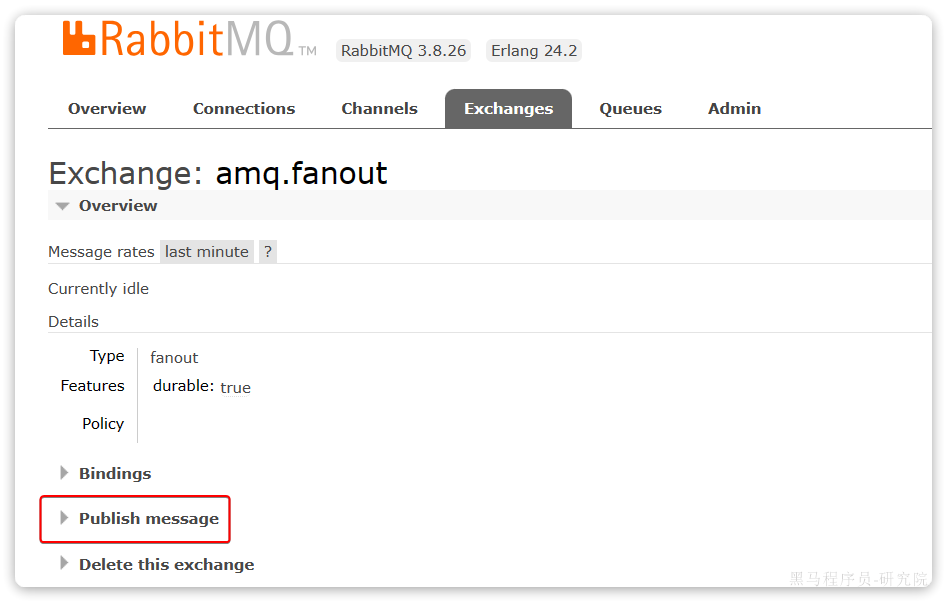 RabbitMQ TM RabbitMQ 3.8.26 Erlang 24.2
Overview Connections Channels Exchanges Queues Admin
Exchange: amq.fanout
Overview
Message rates last minute ?
Currently idle
Details
Type fanout
Features durable: true
Policy
Bindings
Publish message
Delete this exchange
黑马程序员-研究院